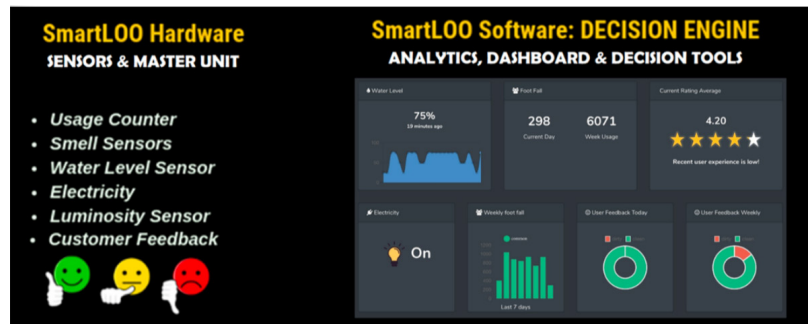 SmartLOO Hardware
SENSORS & MASTER UNIT
• Usage Counter
• Smell Sensors
• Water Level Sensor
• Electricity
• Luminosity Sensor
• Customer Feedback
SmartLOO Software: DECISION ENGINE
ANALYTICS, DASHBOARD & DECISION TOOLS
Water Level
75%
19 minutes ago
Foot Fall
298
Current Day
6071
Week Usage
Current Rating Average
4.20
Recent user experience is low!
Electricity
On
Weekly foot fall
Last 7 days
User Feedback Today
User Feedback Weekly